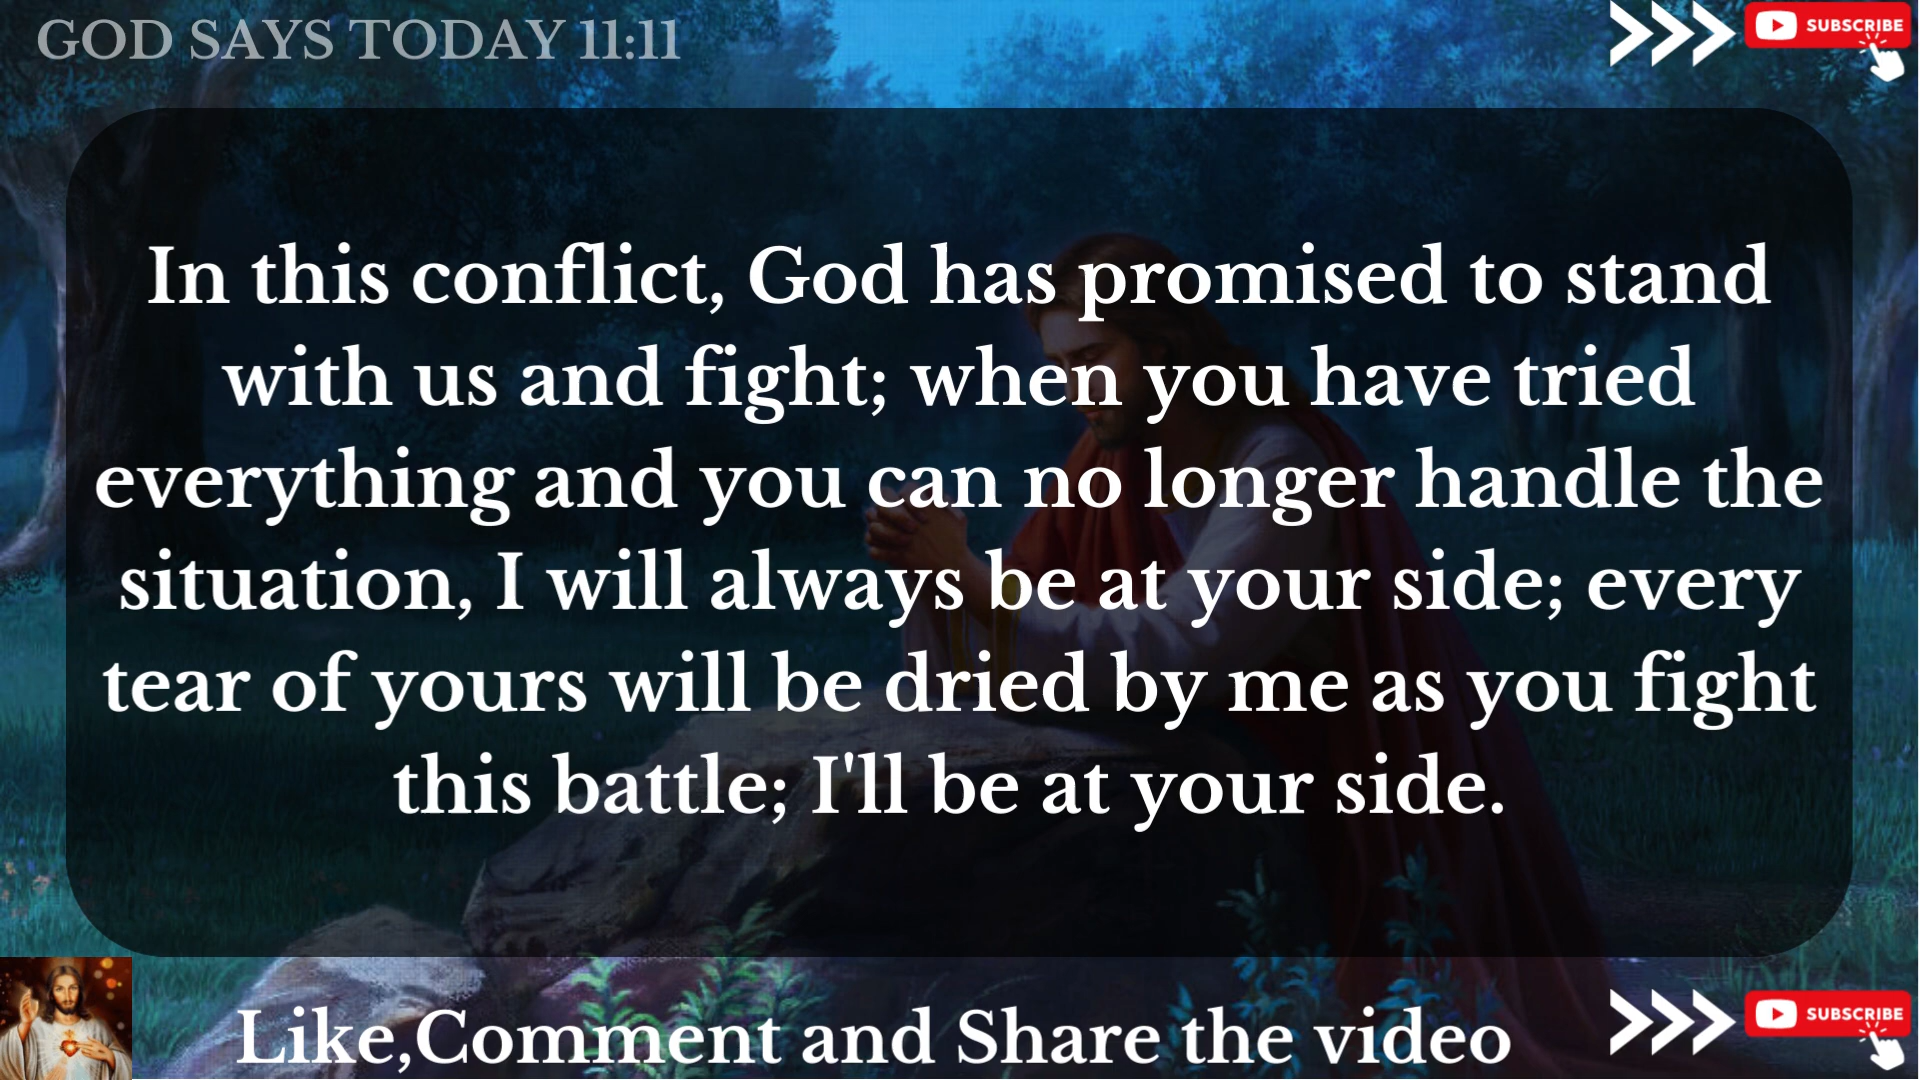 GOD SAYS TODAY 11:11
SUBSCRIBE
In this conflict, God has promised to stand
with us and fight; when you have tried
everything and you can no longer handle the
situation, I will always be at your side; every
tear of yours will be dried by me as you fight
this battle; I'll be at your side.
Like,Comment and Share the video
SUBSCRIBE